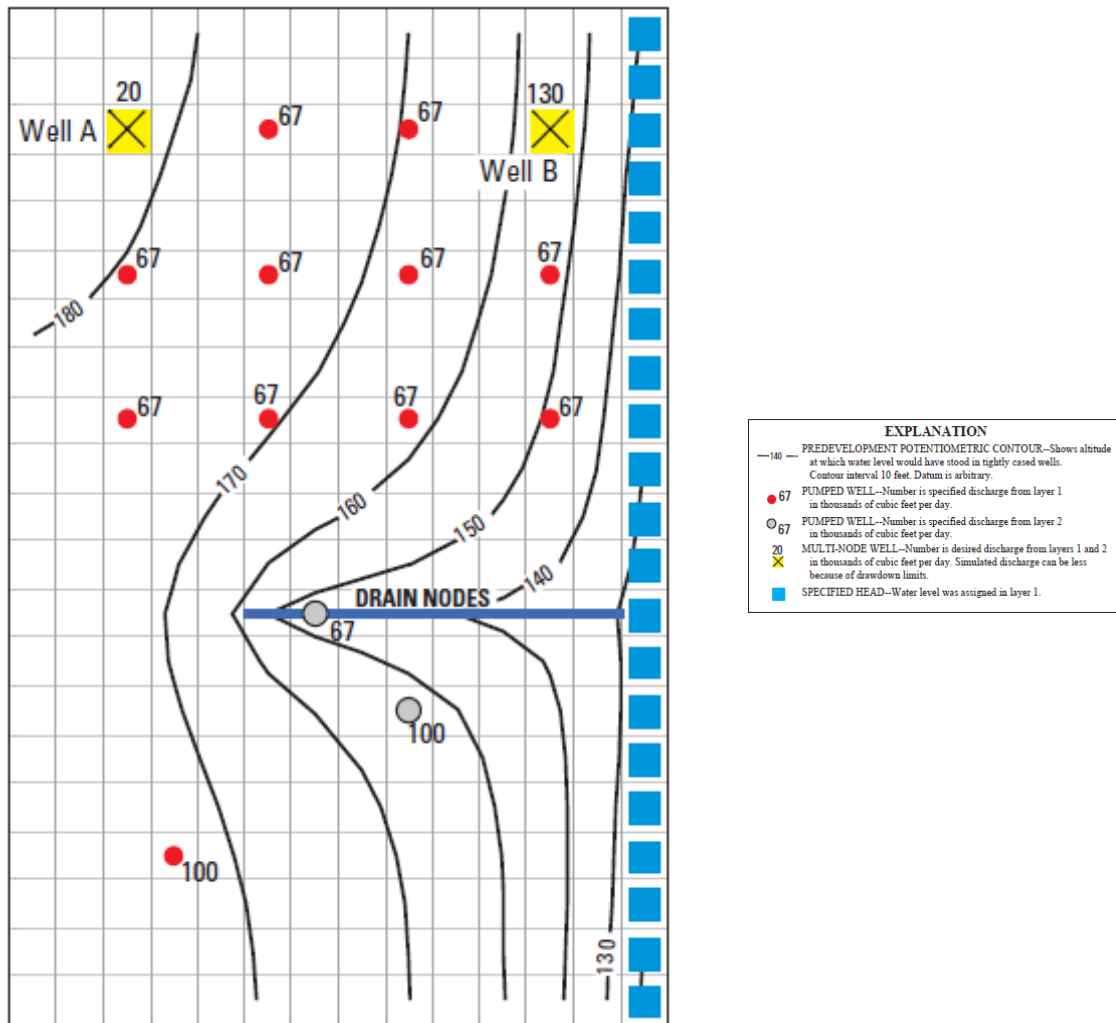 20
130
67
67
Well A
Well B
67
67
67
67
180
67
67
67
67
170
160
150
140
DRAIN NODES
67
100
100
130
EXPLANATION
140
PREDEVELOPMENT POTENTIOMETRIC CONTOUR--Shows altitude
at which water level would have stood in tightly cased wells.
Contour interval 10 feet. Datum is arbitrary.
67
PUMPED WELL--Number is specified discharge from layer 1
in thousands of cubic feet per day.
67
PUMPED WELL--Number is specified discharge from layer 2
in thousands of cubic feet per day.
20
MULTI-NODE WELL--Number is desired discharge from layers 1 and 2
in thousands of cubic feet per day. Simulated discharge can be less
because of drawdown limits.
SPECIFIED HEAD--Water level was assigned in layer 1.